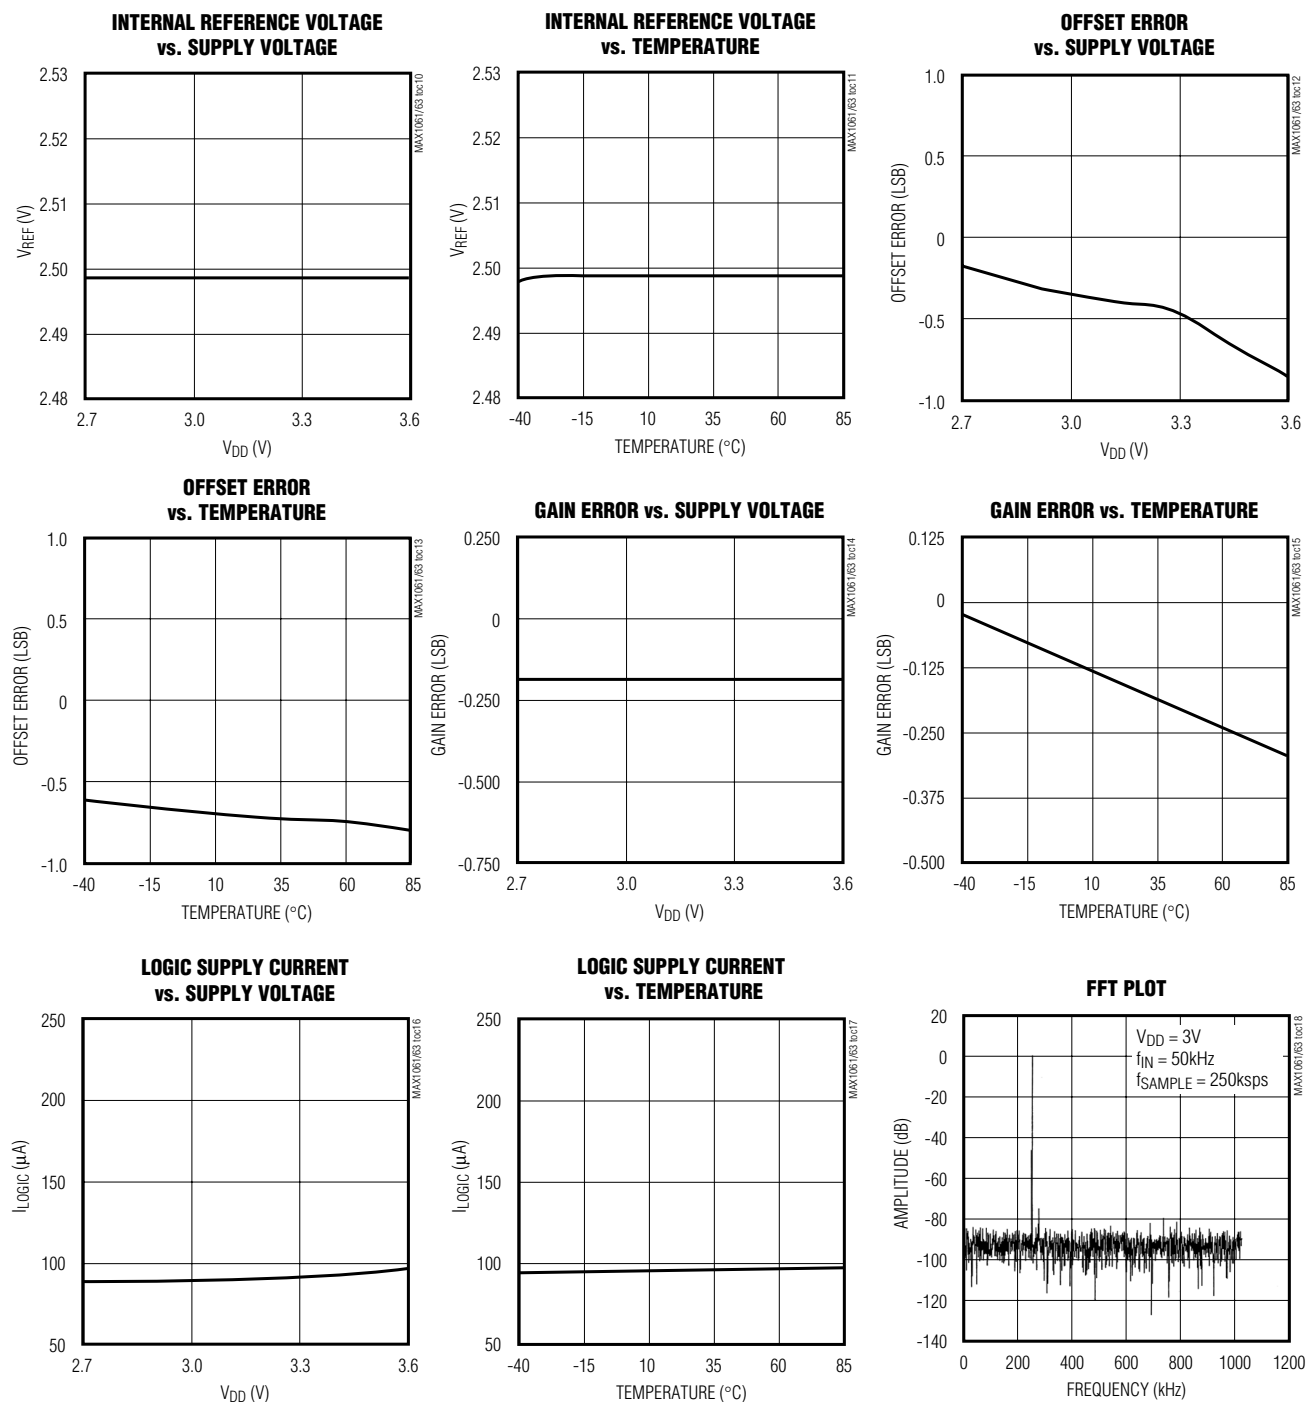 INTERNAL REFERENCE VOLTAGE
vs. SUPPLY VOLTAGE
2.53
2.52
2.51
2.50
2.49
2.48
VREF (V)
2.7
3.0
3.3
3.6
VDD (V)
MAX1061/63 toc10
INTERNAL REFERENCE VOLTAGE
vs. TEMPERATURE
2.53
2.52
2.51
2.50
2.49
2.48
VREF (V)
-40
-15
10
35
60
85
TEMPERATURE (°C)
MAX1061/63 toc11
OFFSET ERROR
vs. SUPPLY VOLTAGE
1.0
0.5
0
-0.5
-1.0
OFFSET ERROR (LSB)
2.7
3.0
3.3
3.6
VDD (V)
MAX1061/63 toc12
OFFSET ERROR
vs. TEMPERATURE
1.0
0.5
0
-0.5
-1.0
OFFSET ERROR (LSB)
-40
-15
10
35
60
85
TEMPERATURE (°C)
MAX1061/63 toc13
GAIN ERROR vs. SUPPLY VOLTAGE
0.250
0
-0.250
-0.500
-0.750
GAIN ERROR (LSB)
2.7
3.0
3.3
3.6
VDD (V)
MAX1061/63 toc14
GAIN ERROR vs. TEMPERATURE
0.125
0
-0.125
-0.250
-0.375
-0.500
GAIN ERROR (LSB)
-40
-15
10
35
60
85
TEMPERATURE (°C)
MAX1061/63 toc15
LOGIC SUPPLY CURRENT
vs. SUPPLY VOLTAGE
250
200
150
100
50
ILOGIC (µA)
2.7
3.0
3.3
3.6
VDD (V)
MAX1061/63 toc16
LOGIC SUPPLY CURRENT
vs. TEMPERATURE
250
200
150
100
50
ILOGIC (µA)
-40
-15
10
35
60
85
TEMPERATURE (°C)
MAX1061/63 toc17
FFT PLOT
20
0
-20
-40
-60
-80
-100
-120
-140
AMPLITUDE (dB)
VDD = 3V
fIN = 50kHz
fSAMPLE = 250ksps
0
200
400
600
800
1000
1200
FREQUENCY (kHz)
MAX1061/63 toc18